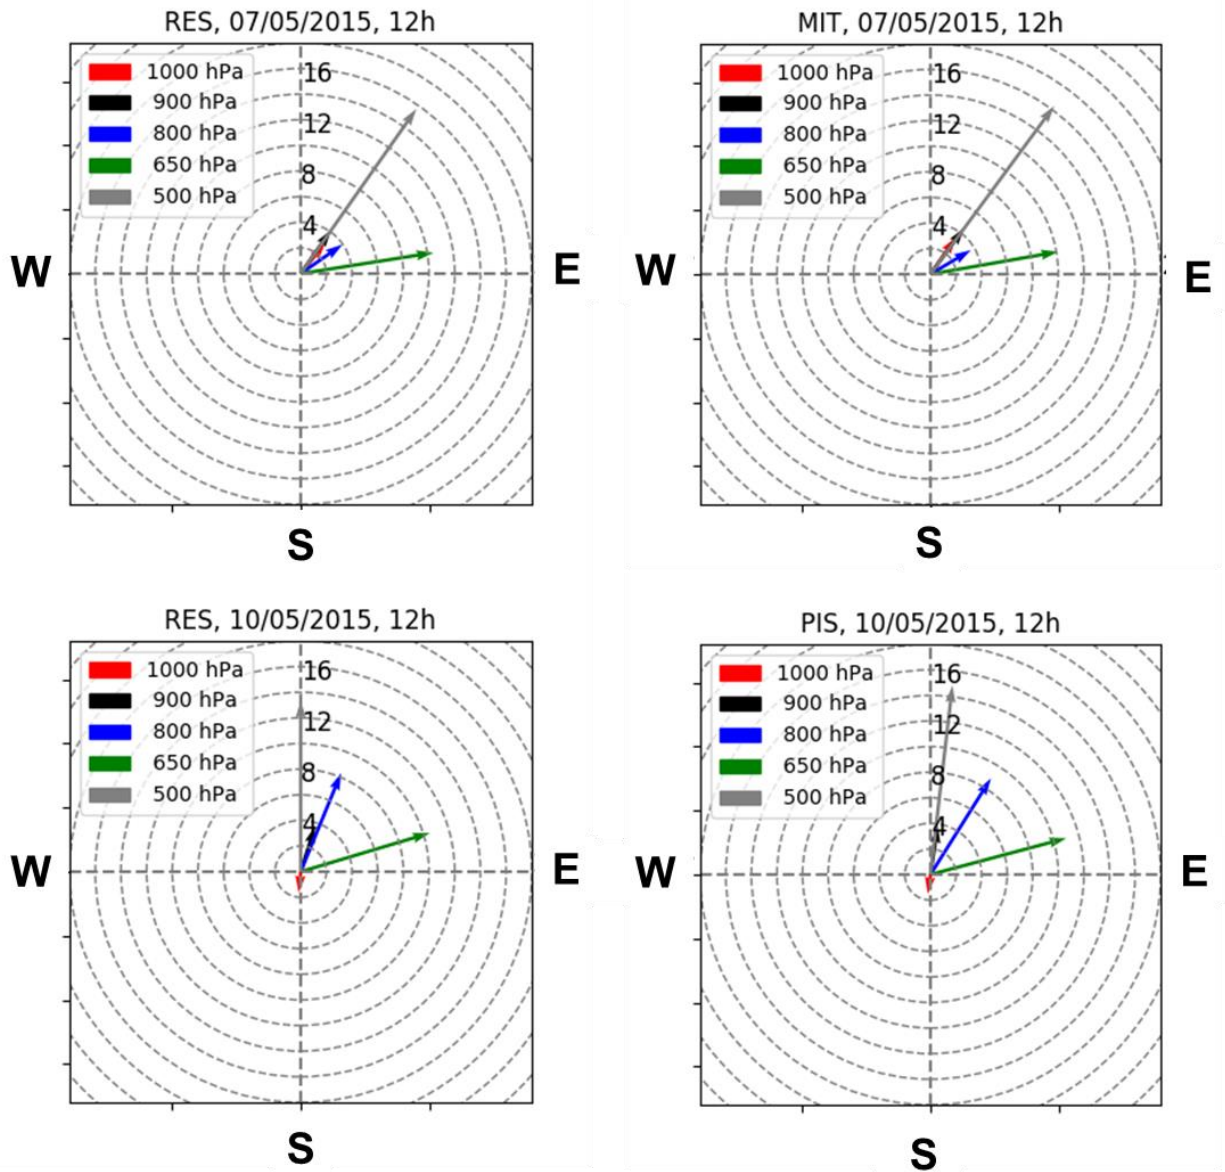 RES, 07/05/2015, 12h
1000 hPa
900 hPa
800 hPa
650 hPa
500 hPa
16
12
8
4
W
E
S
MIT, 07/05/2015, 12h
1000 hPa
900 hPa
800 hPa
650 hPa
500 hPa
16
12
8
4
W
E
S
RES, 10/05/2015, 12h
1000 hPa
900 hPa
800 hPa
650 hPa
500 hPa
16
12
8
4
W
E
S
PIS, 10/05/2015, 12h
1000 hPa
900 hPa
800 hPa
650 hPa
500 hPa
16
12
8
4
W
E
S